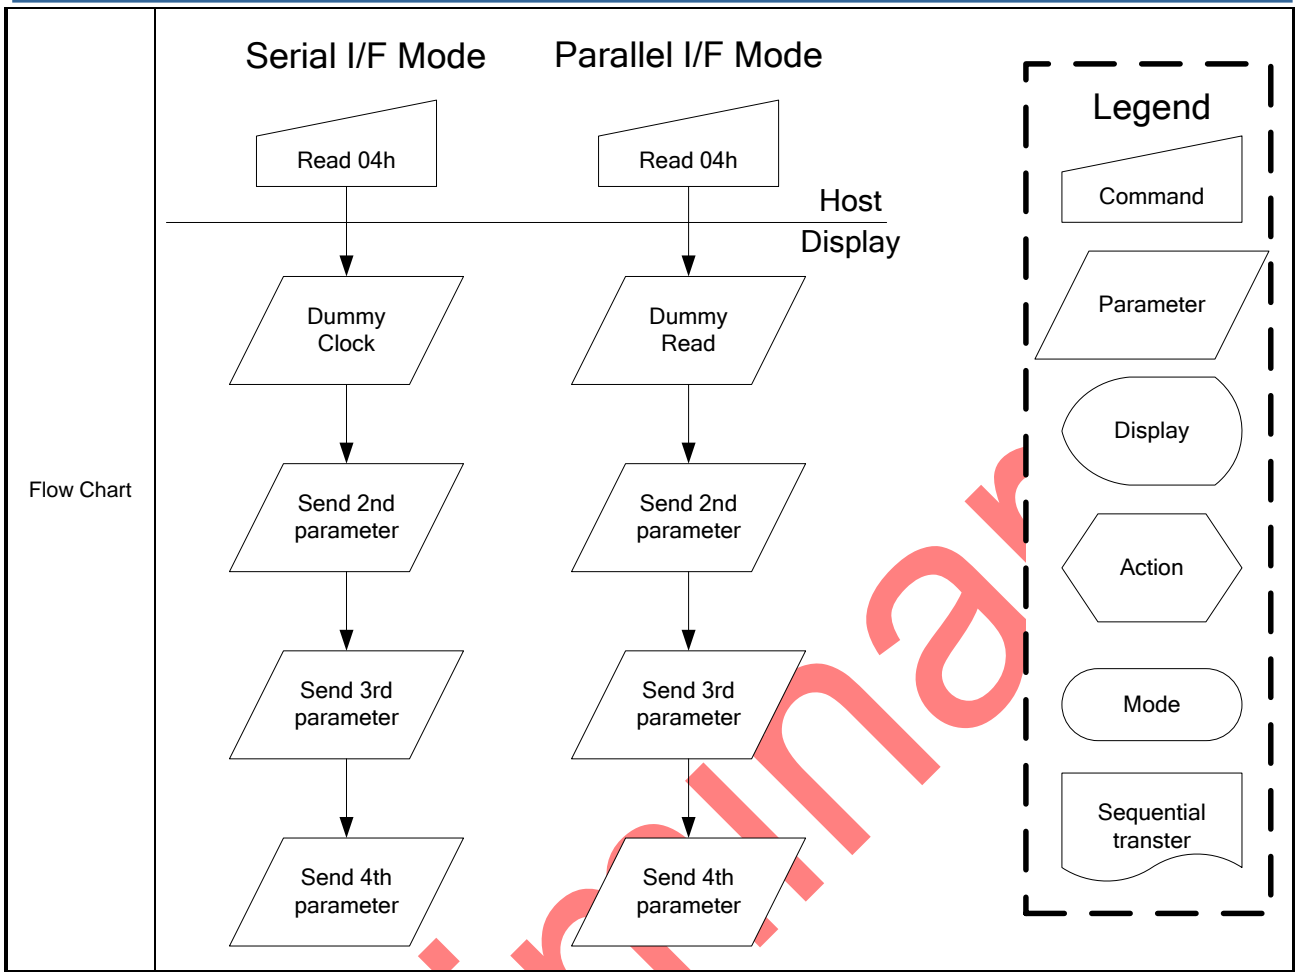 Serial I/F Mode
Parallel I/F Mode
Legend
Read 04h
Read 04h
Command
Host
Display
Dummy
Clock
Dummy
Read
Parameter
Display
Flow Chart
Send 2nd
parameter
Send 2nd
parameter
Action
Send 3rd
parameter
Send 3rd
parameter
Mode
Sequential
transter
Send 4th
parameter
Send 4th
parameter